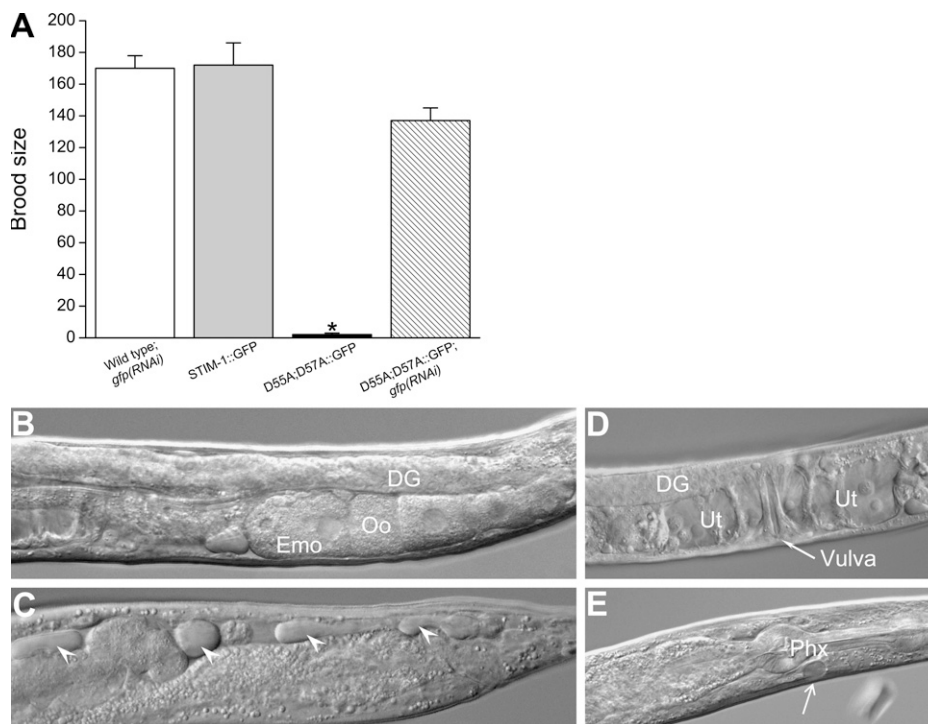 A
200
180
160
140
120
100
80
60
40
20
0
Brood size
*
Wild type;
gfp(RNAi)
STIM-1::GFP
D55A;D57A::GFP
D55A;D57A::GFP;
gfp(RNAi)
B
DG
Oo
Emo
C
D
DG
Ut
Ut
Vulva
E
Phx